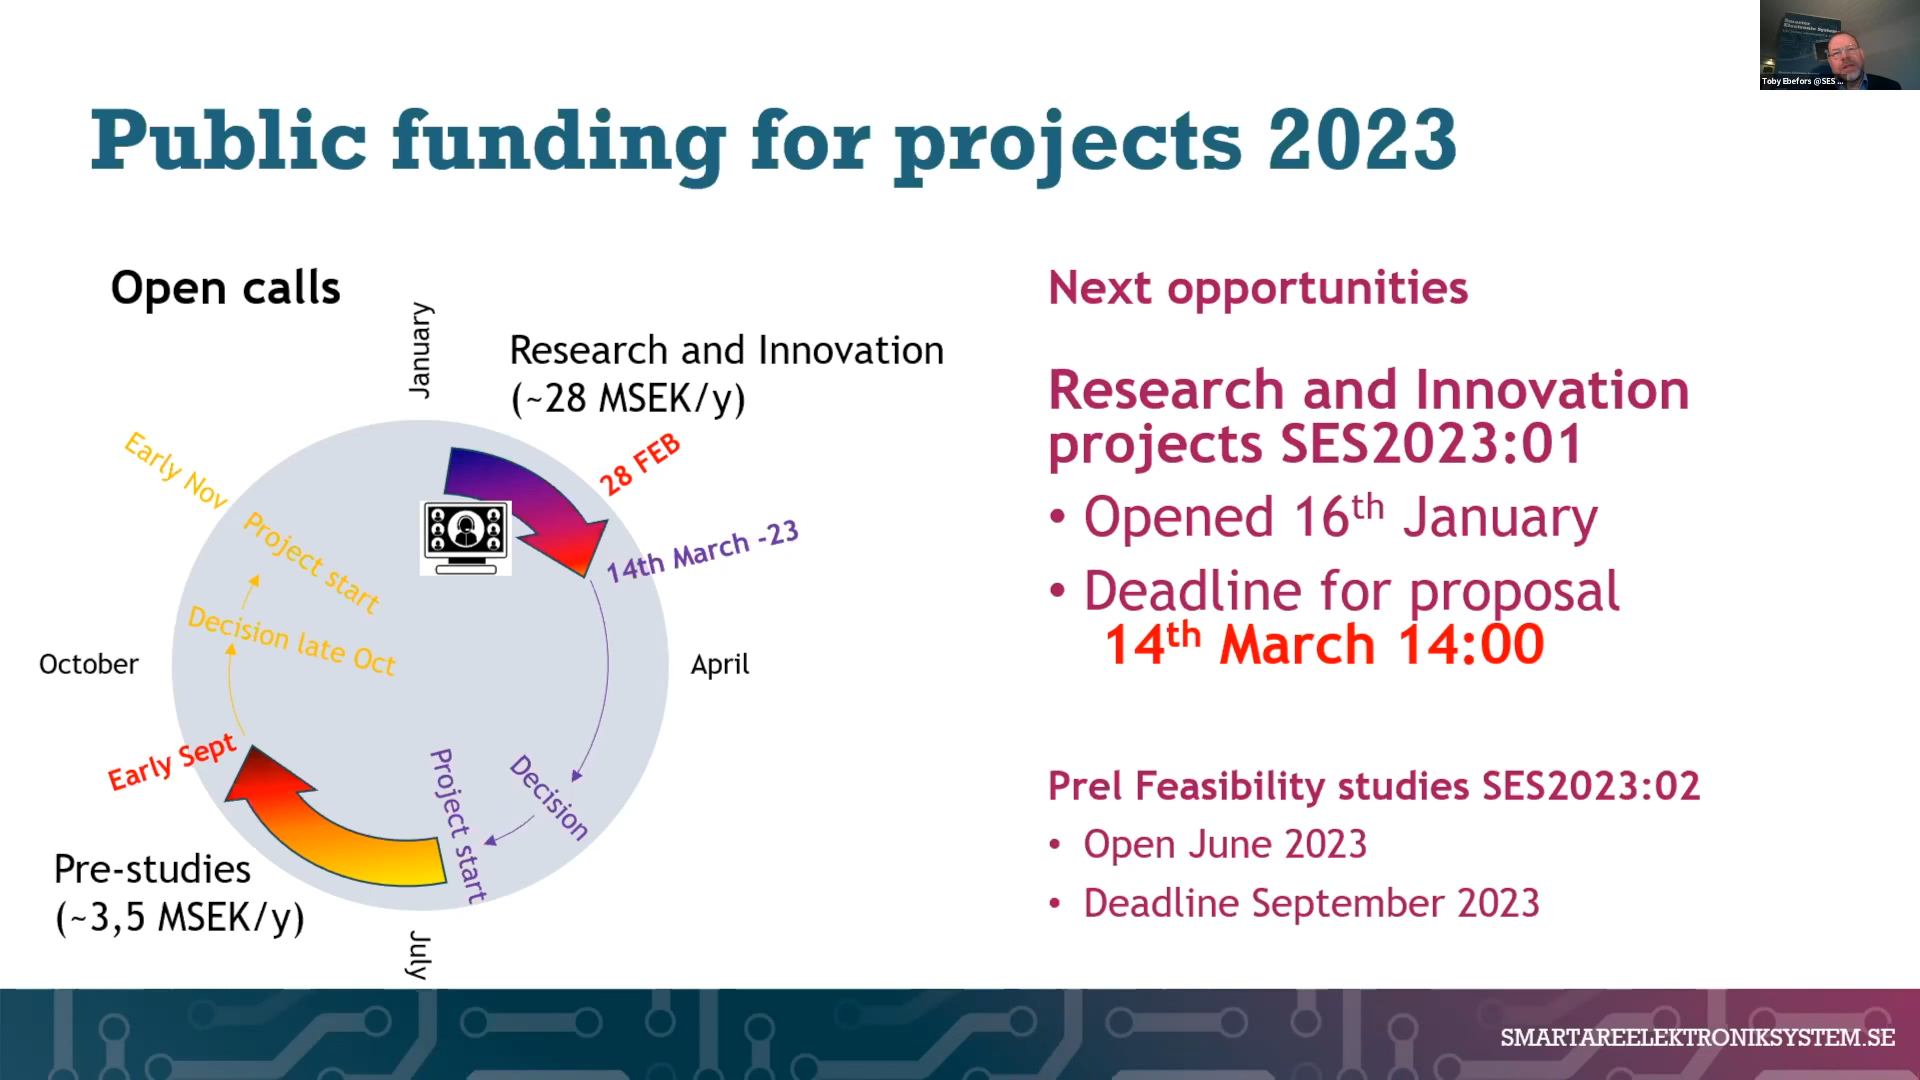 Toby Ebefors @SES ...
Public funding for projects 2023
Open calls
January
Research and Innovation
(~28 MSEK/y)
28 FEB
14th March -23
April
Decision
Project start
July
Pre-studies
(~3,5 MSEK/y)
Early Sept
October
Decision late Oct
Project start
Early Nov
Next opportunities
Research and Innovation
projects SES2023:01
• Opened 16th January
• Deadline for proposal
14th March 14:00
Prel Feasibility studies SES2023:02
• Open June 2023
• Deadline September 2023
SMARTAREELEKTRONIKSYSTEM.SE